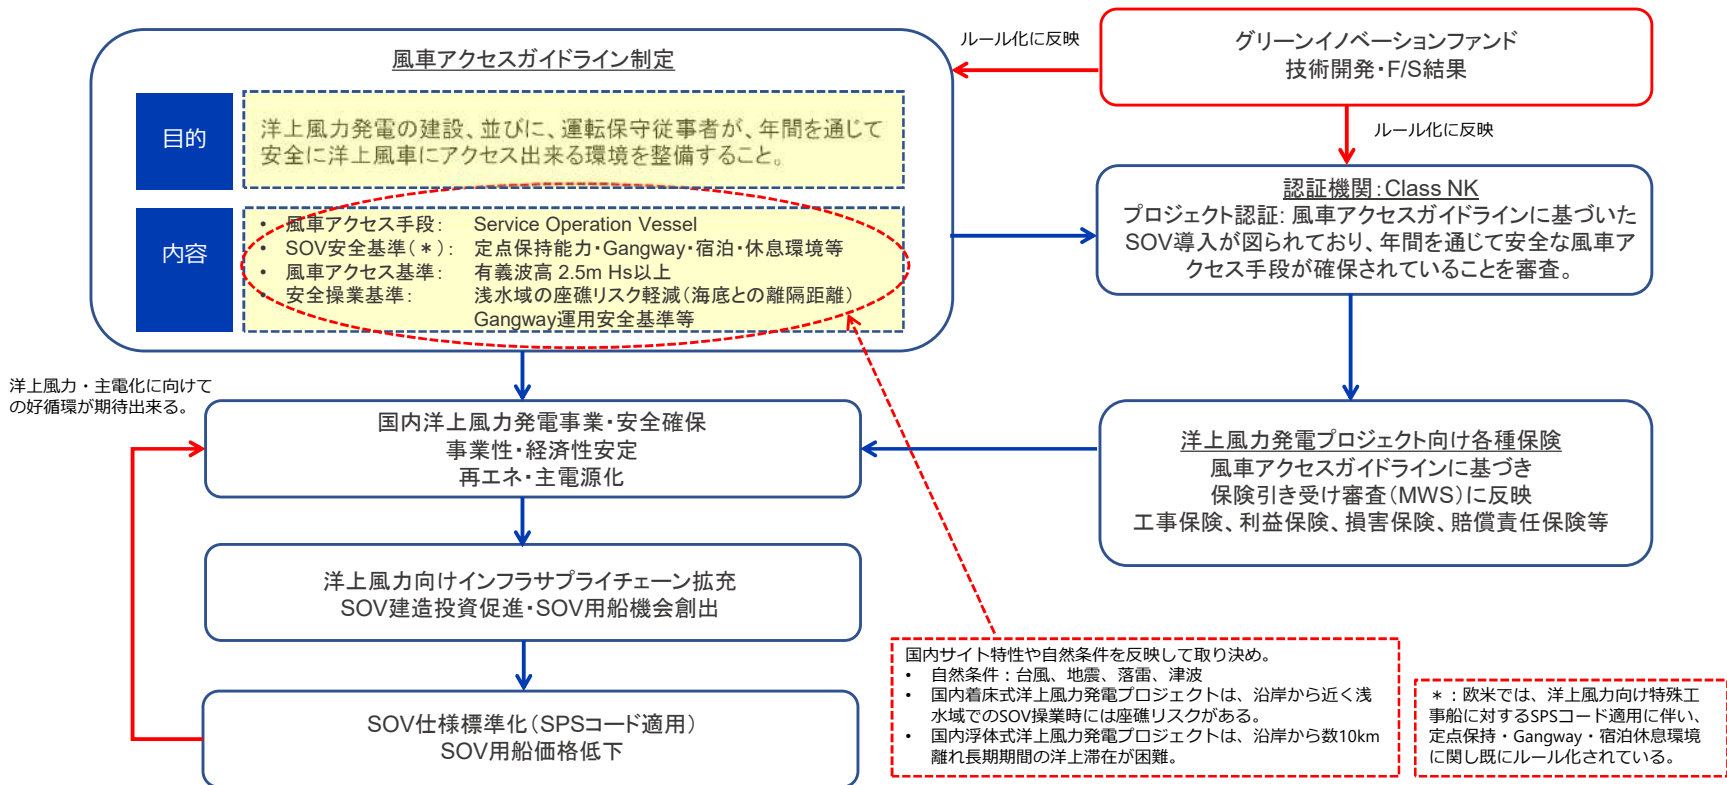 風車アクセスガイドライン制定
目的
洋上風力発電の建設、並びに、運転保守従事者が、年間を通じて
安全に洋上風車にアクセス出来る環境を整備すること。
内容
• 風車アクセス手段: Service Operation Vessel
• SOV安全基準(*): 定点保持能力・Gangway・宿泊・休息環境等
• 風車アクセス基準: 有義波高 2.5m Hs以上
• 安全操業基準: 浅水域の座礁リスク軽減(海底との離隔距離)
Gangway運用安全基準等
ルール化に反映
グリーンイノベーションファンド
技術開発・F/S結果
ルール化に反映
認証機関:Class NK
プロジェクト認証: 風車アクセスガイドラインに基づいた
SOV導入が図られており、年間を通じて安全な風車ア
クセス手段が確保されていることを審査。
洋上風力・主電化に向けて
の好循環が期待出来る。
国内洋上風力発電事業・安全確保
事業性・経済性安定
再エネ・主電源化
洋上風力発電プロジェクト向け各種保険
風車アクセスガイドラインに基づき
保険引き受け審査(MWS)に反映
工事保険、利益保険、損害保険、賠償責任保険等
洋上風力向けインフラサプライチェーン拡充
SOV建造投資促進・SOV用船機会創出
SOV仕様標準化(SPSコード適用)
SOV用船価格低下
国内サイト特性や自然条件を反映して取り決め。
• 自然条件:台風、地震、落雷、津波
• 国内着床式洋上風力発電プロジェクトは、沿岸から近く浅
水域でのSOV操業時には座礁リスクがある。
• 国内浮体式洋上風力発電プロジェクトは、沿岸から数10km
離れ長期期間の洋上滞在が困難。
*:欧米では、洋上風力向け特殊工
事船に対するSPSコード適用に伴い、
定点保持・Gangway・宿泊休息環境
に関し既にルール化されている。